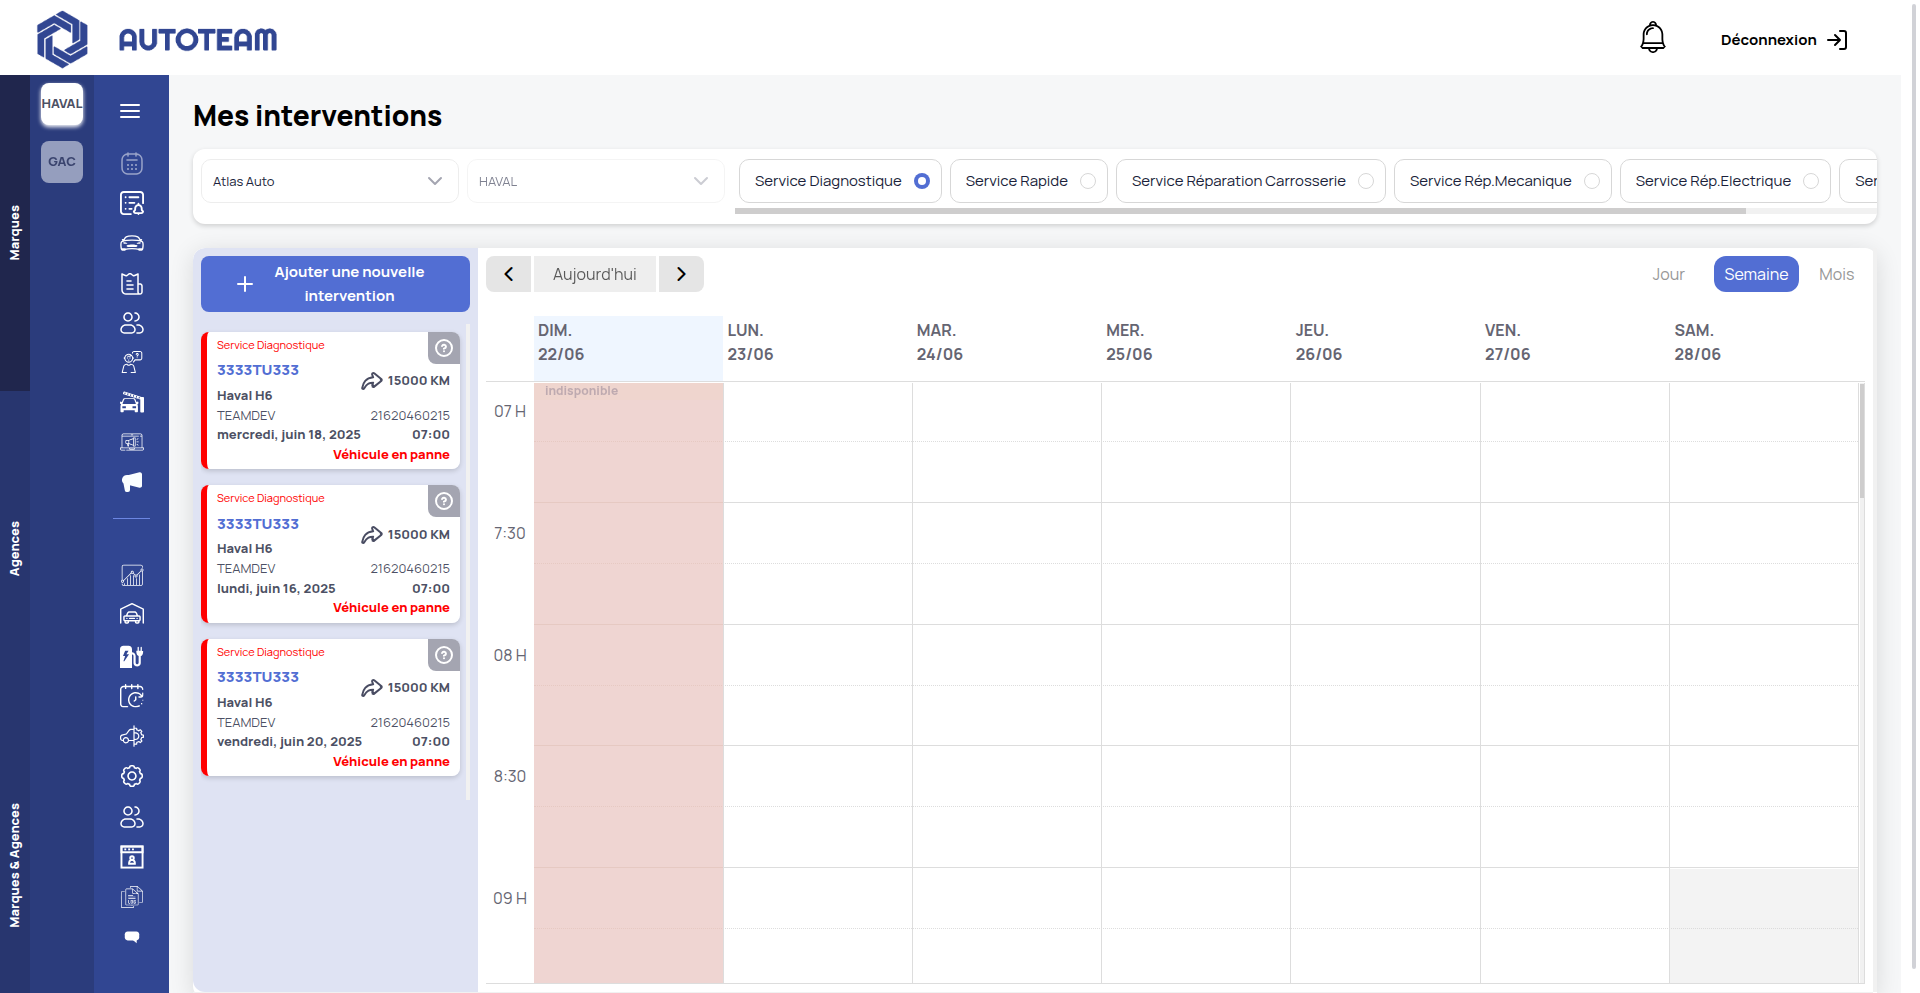 AUTOTEAM
Déconnexion
Marques
Agences
Marques & Agences
HAVAL
GAC
Mes interventions
Atlas Auto
HAVAL
Service Diagnostique
Service Rapide
Service Réparation Carrosserie
Service Rép.Mecanique
Service Rép.Electrique
Ser
Ajouter une nouvelle
intervention
Service Diagnostique
3333TU333
15000 KM
Haval H6
TEAMDEV 21620460215
mercredi, juin 18, 2025 07:00
Véhicule en panne
Service Diagnostique
3333TU333
15000 KM
Haval H6
TEAMDEV 21620460215
lundi, juin 16, 2025 07:00
Véhicule en panne
Service Diagnostique
3333TU333
15000 KM
Haval H6
TEAMDEV 21620460215
vendredi, juin 20, 2025 07:00
Véhicule en panne
Aujourd'hui
Jour Semaine Mois
DIM. LUN. MAR. MER. JEU. VEN. SAM.
22/06 23/06 24/06 25/06 26/06 27/06 28/06
indisponible
07 H
7:30
08 H
8:30
09 H